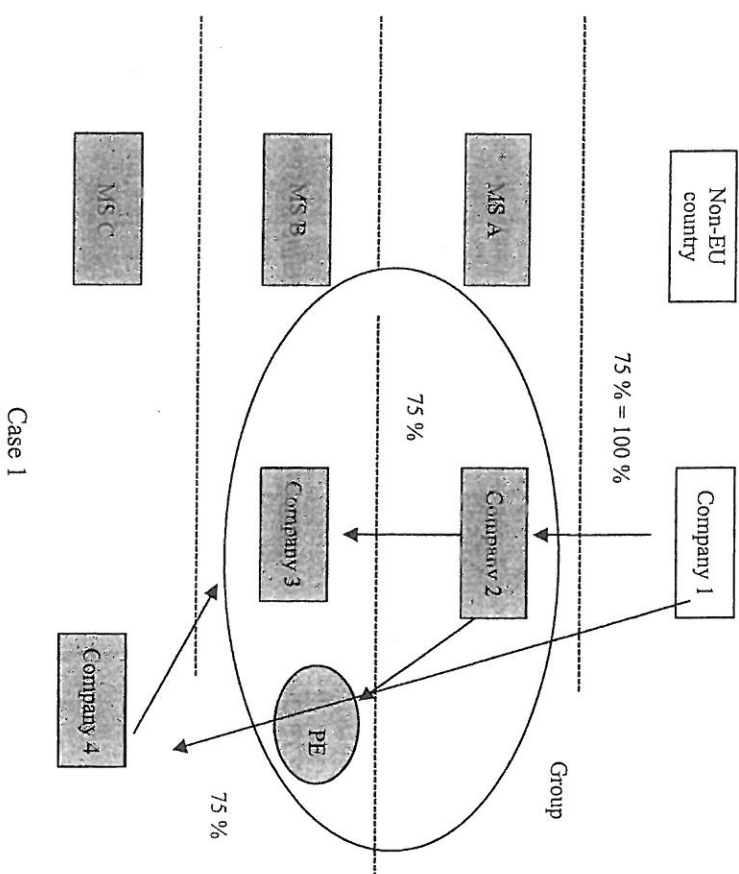 Non-EU
country
Company 1
75 % = 100 %
MS A
Company 2
Group
75 %
MS B
Company 3
PE
75 %
MS C
Company 4
Case 1